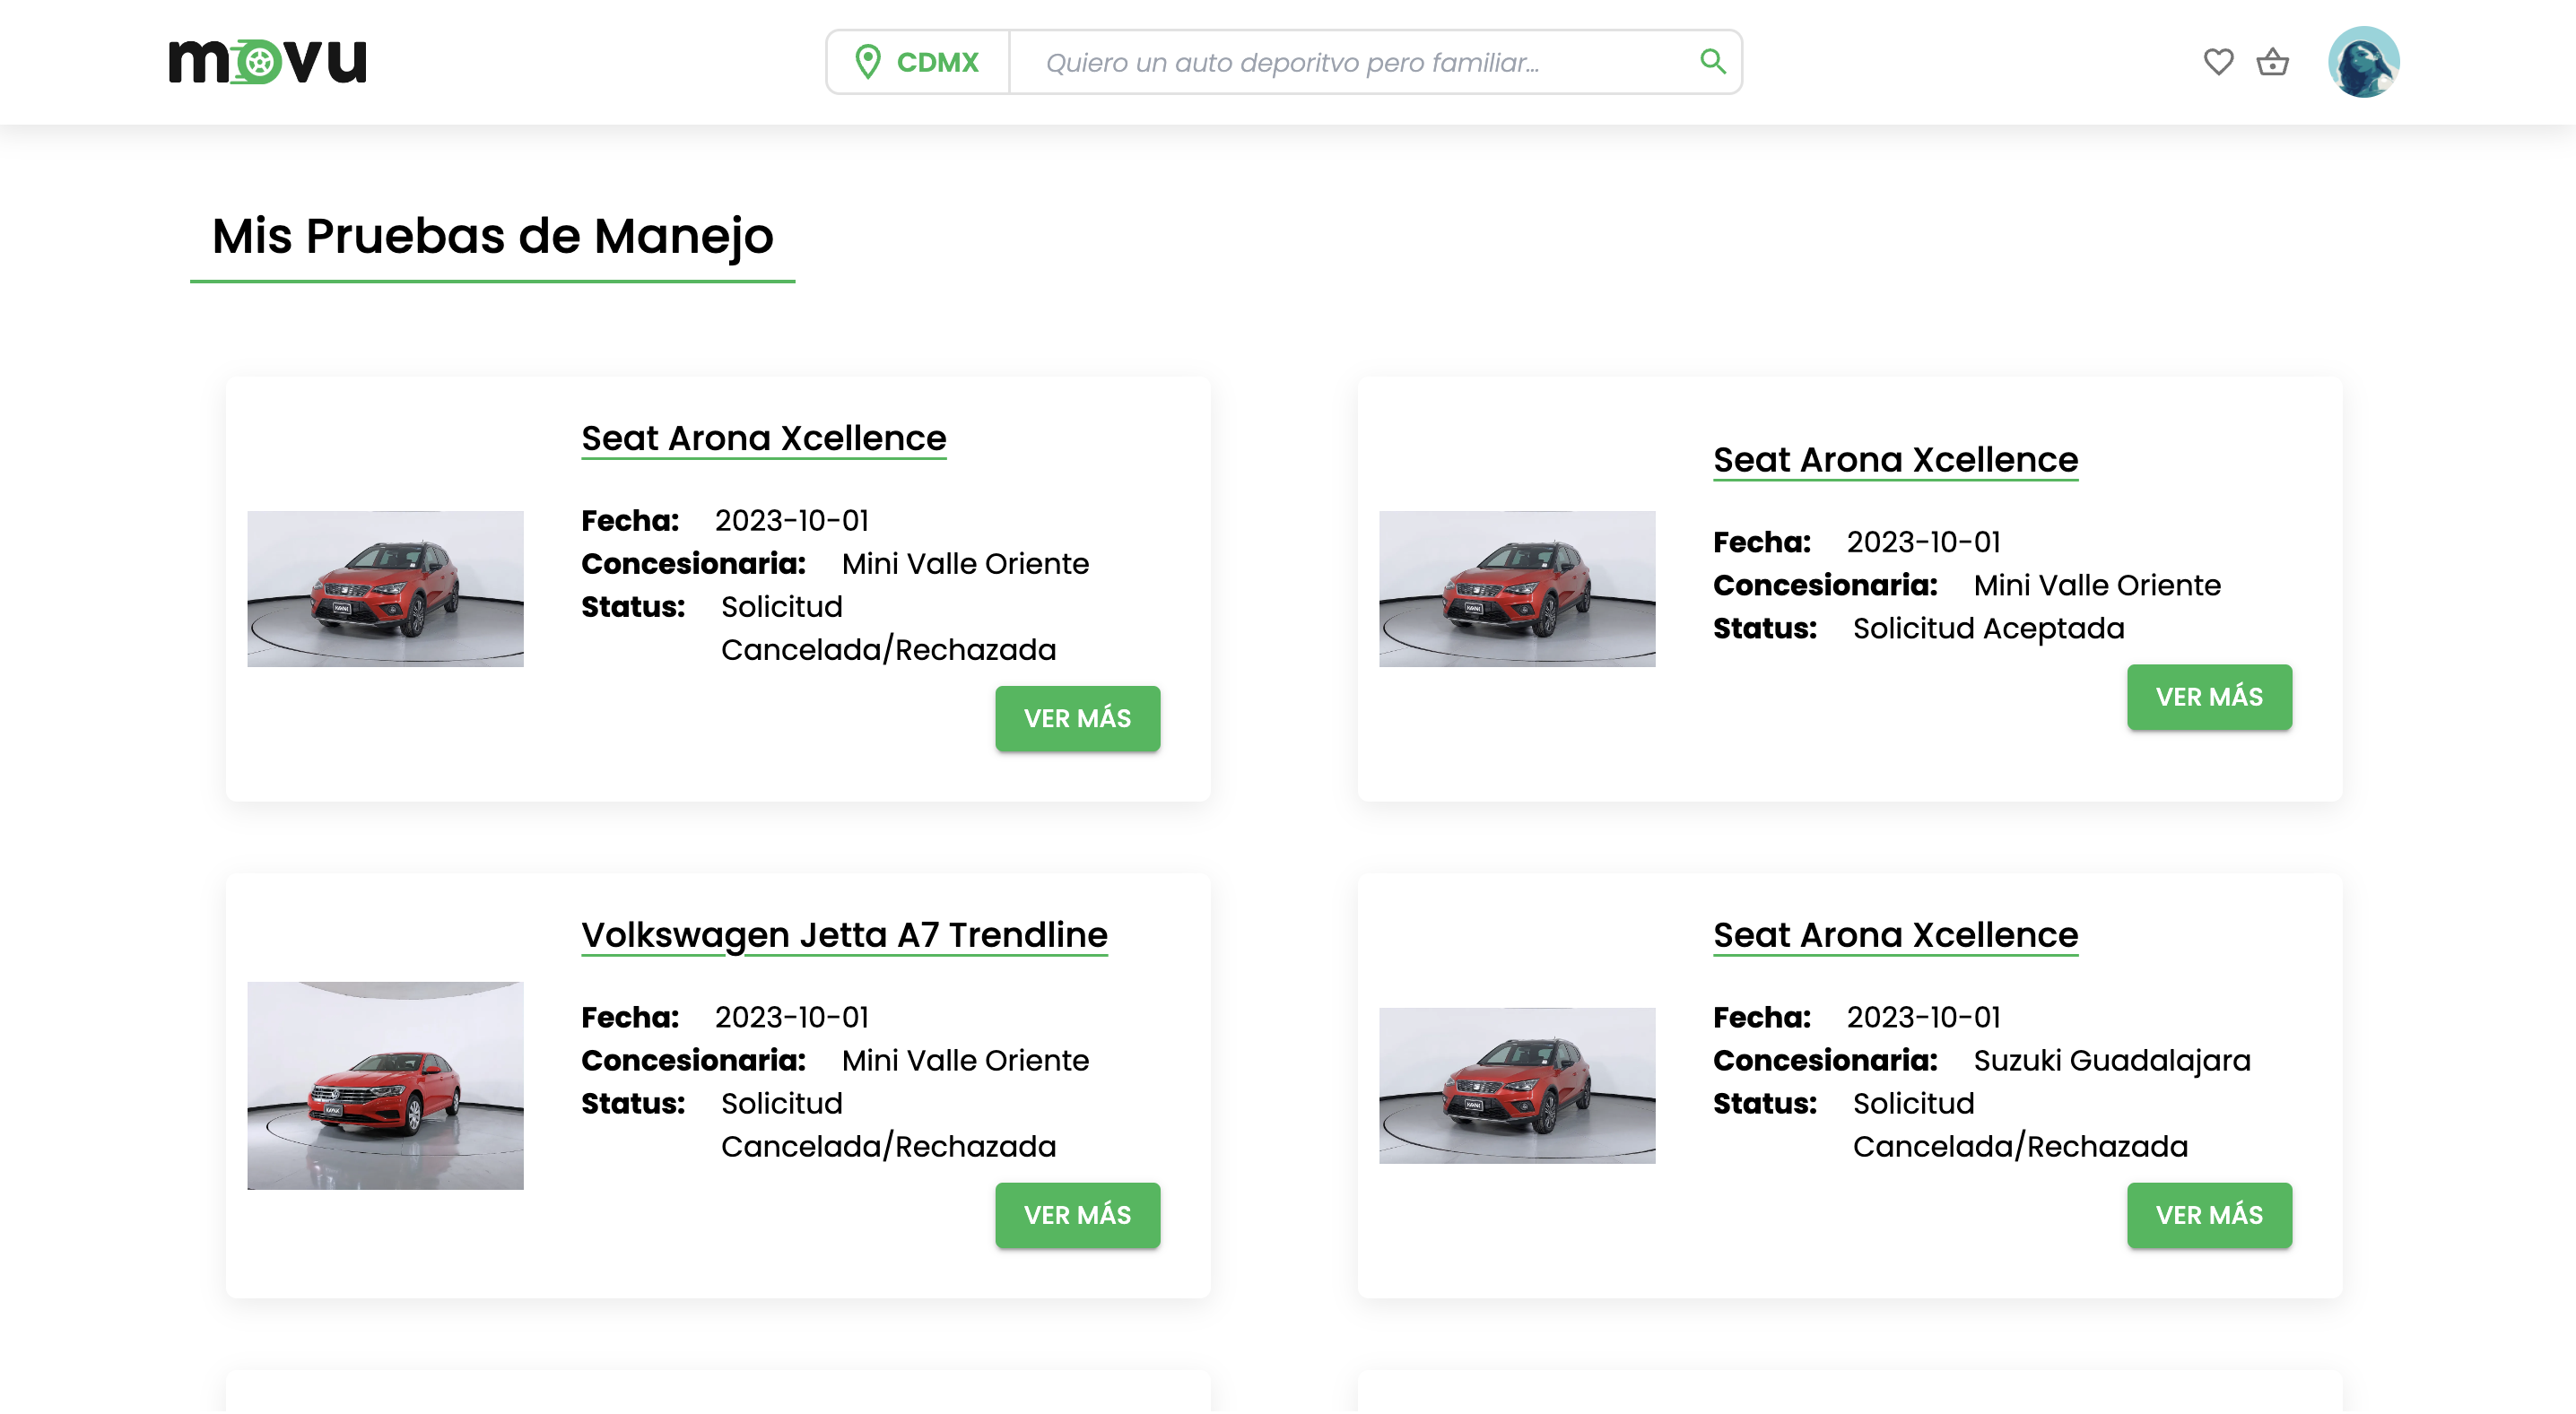 movu
CDMX
Quiero un auto deporitvo pero familiar...
Mis Pruebas de Manejo
Seat Arona Xcellence
Fecha: 2023-10-01
Concesionaria: Mini Valle Oriente
Status: Solicitud
Cancelada/Rechazada
VER MÁS
Seat Arona Xcellence
Fecha: 2023-10-01
Concesionaria: Mini Valle Oriente
Status: Solicitud Aceptada
VER MÁS
Volkswagen Jetta A7 Trendline
Fecha: 2023-10-01
Concesionaria: Mini Valle Oriente
Status: Solicitud
Cancelada/Rechazada
VER MÁS
Seat Arona Xcellence
Fecha: 2023-10-01
Concesionaria: Suzuki Guadalajara
Status: Solicitud
Cancelada/Rechazada
VER MÁS